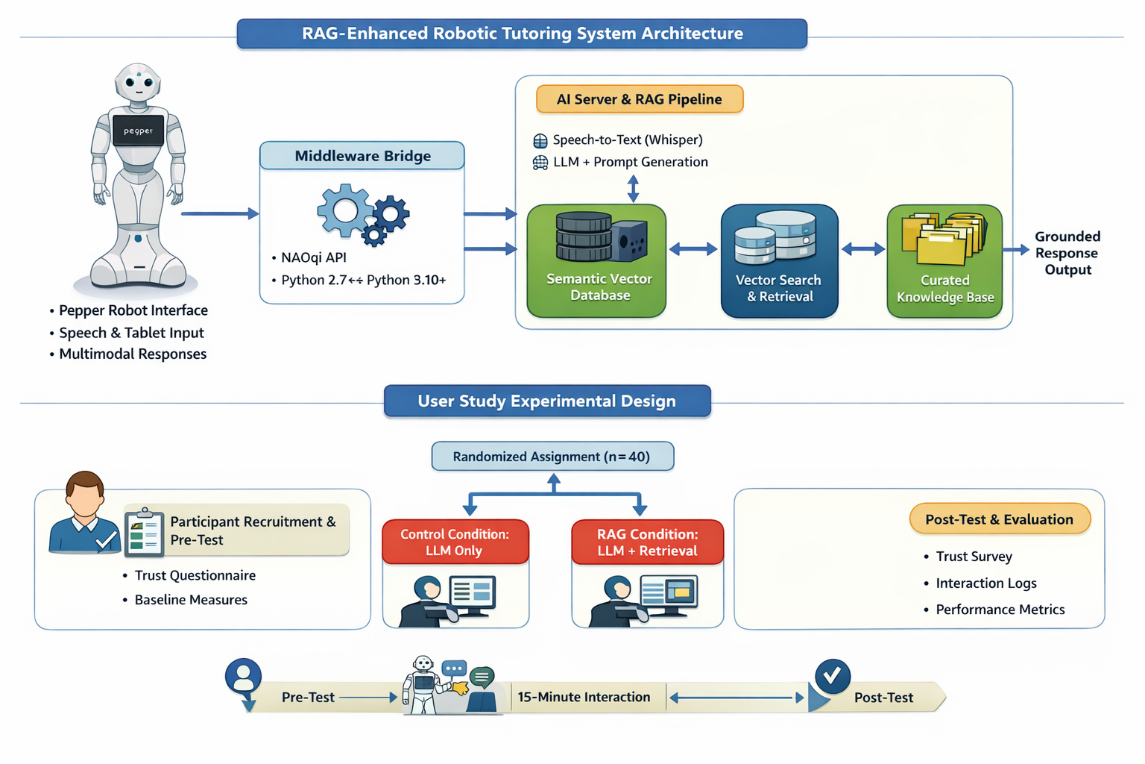 RAG-Enhanced Robotic Tutoring System Architecture
pepper
• Pepper Robot Interface
• Speech & Tablet Input
• Multimodal Responses
Middleware Bridge
• NAOqi API
• Python 2.7↔ Python 3.10+
AI Server & RAG Pipeline
Speech-to-Text (Whisper)
LLM + Prompt Generation
Semantic Vector
Database
Vector Search
& Retrieval
Curated
Knowledge Base
Grounded
Response
Output
User Study Experimental Design
Randomized Assignment (n=40)
Participant Recruitment &
Pre-Test
• Trust Questionnaire
• Baseline Measures
Control Condition:
LLM Only
RAG Condition:
LLM + Retrieval
Post-Test & Evaluation
• Trust Survey
• Interaction Logs
• Performance Metrics
Pre-Test
15-Minute Interaction
Post-Test